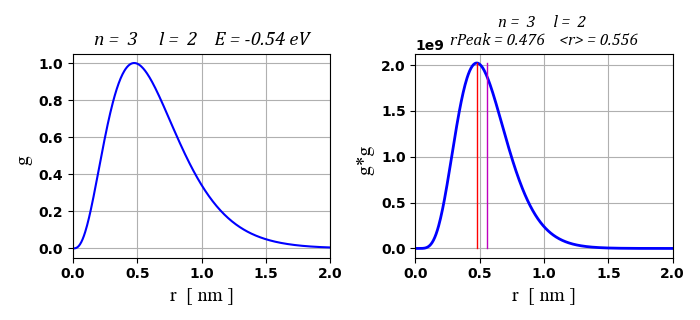 n = 3 l = 2 E = -0.54 eV
1.0
0.8
0.6
0.4
0.2
0.0
g
0.0 0.5 1.0 1.5 2.0
r [ nm ]
n = 3 l = 2
rPeak = 0.476 <r> = 0.556
1e9
2.0
1.5
1.0
0.5
0.0
g*g
0.0 0.5 1.0 1.5 2.0
r [ nm ]